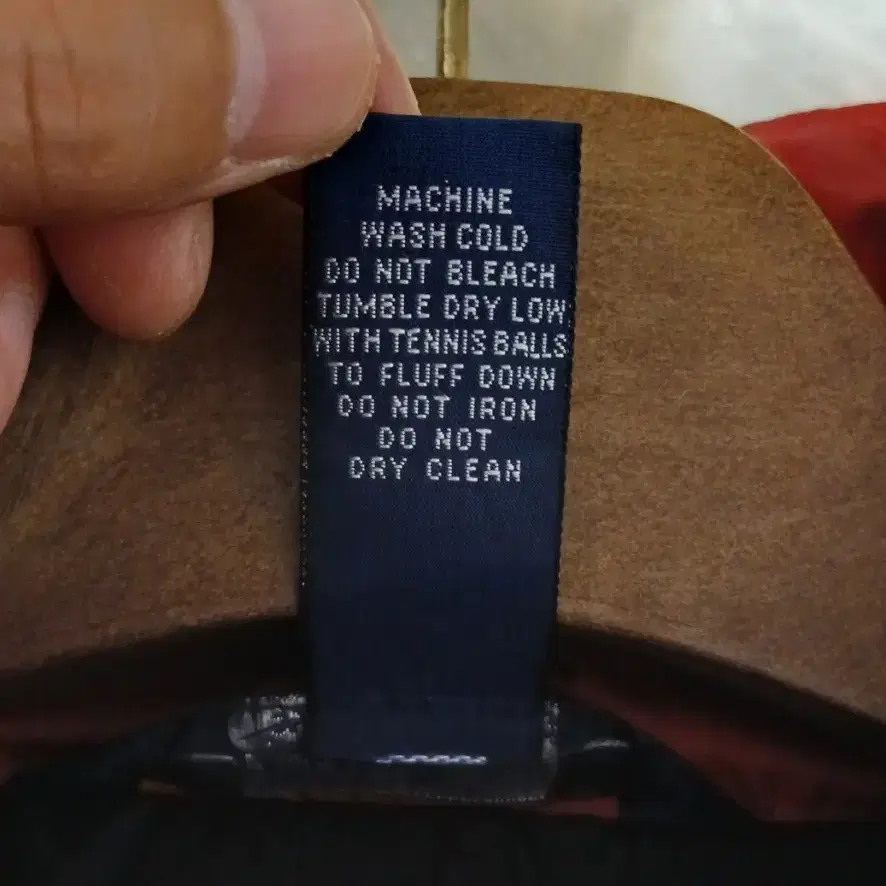 MACHINE
WASH COLD
DO NOT BLEACH
TUMBLE DRY LOW
WITH TENNIS BALLS
TO FLUFF DOWN
DO NOT IRON
DO NOT
DRY CLEAN